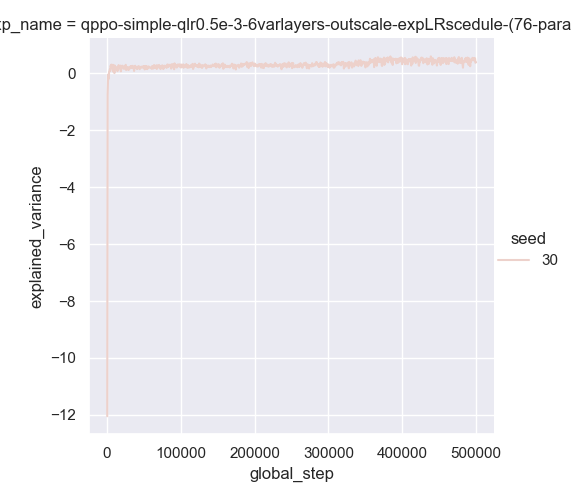 xp_name = qppo-simple-qlr0.5e-3-6varlayers-outscale-expLRscedule-(76-para
0
−2
−4
−6
−8
−10
−12
explained_variance
0 100000 200000 300000 400000 500000
global_step
seed
30